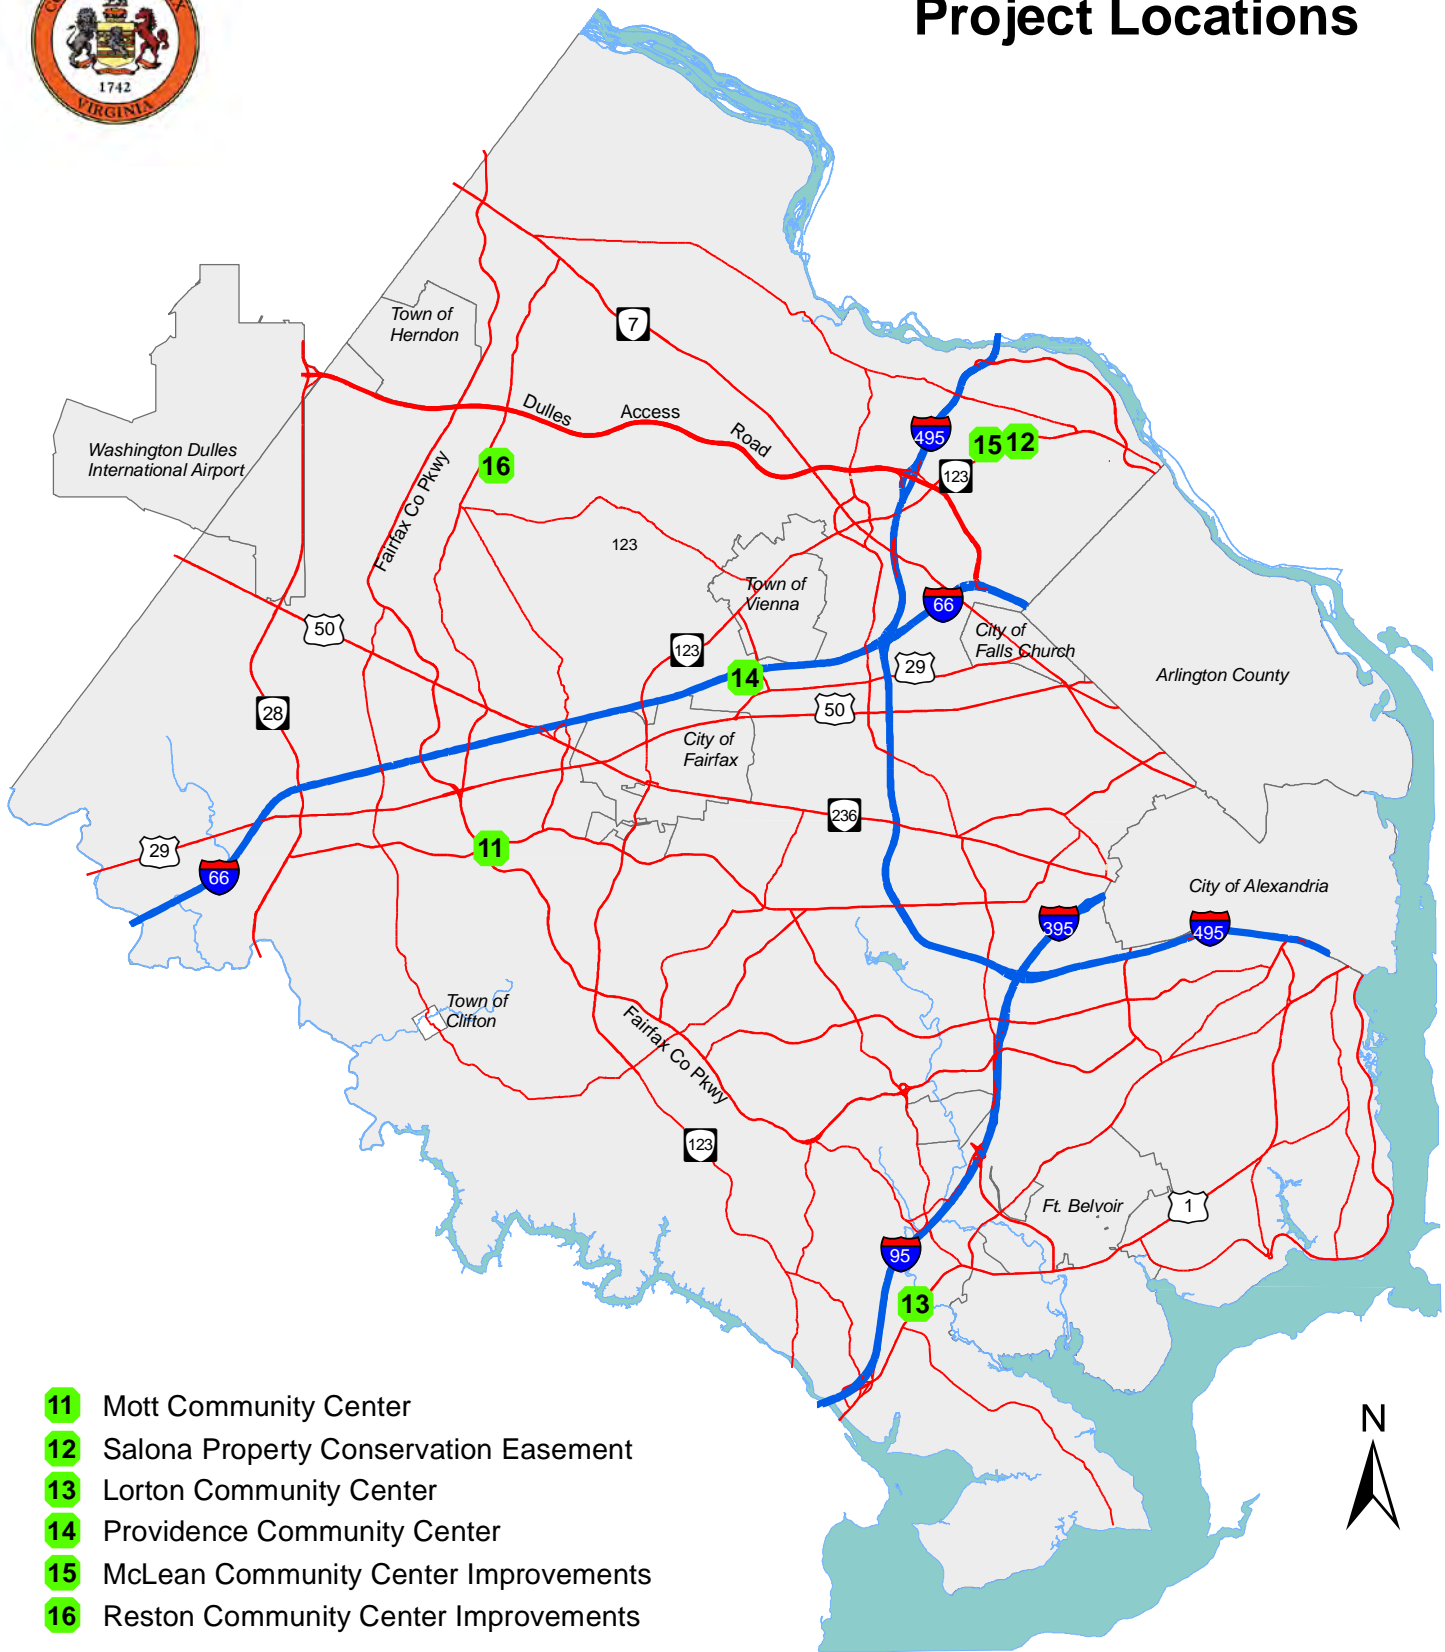 Project Locations
1742
VIRGINIA
Town of
Herndon
7
Dulles Access Road
495
15
12
Washington Dulles
International Airport
16
123
Fairfax Co Pkwy
123
Town of
Vienna
66
50
City of
Falls Church
123
29
14
Arlington County
50
28
City of
Fairfax
236
29
11
66
City of Alexandria
395
495
Town of
Clifton
Fairfax Co Pkwy
123
Ft. Belvoir
1
95
13
11 Mott Community Center
12 Salona Property Conservation Easement
13 Lorton Community Center
14 Providence Community Center
15 McLean Community Center Improvements
16 Reston Community Center Improvements
N